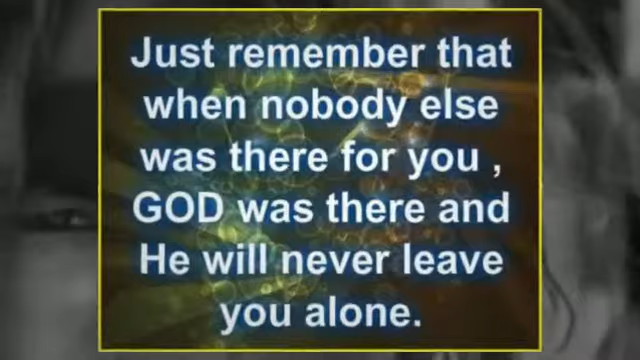 Just remember that
when nobody else
was there for you ,
GOD was there and
He will never leave
you alone.